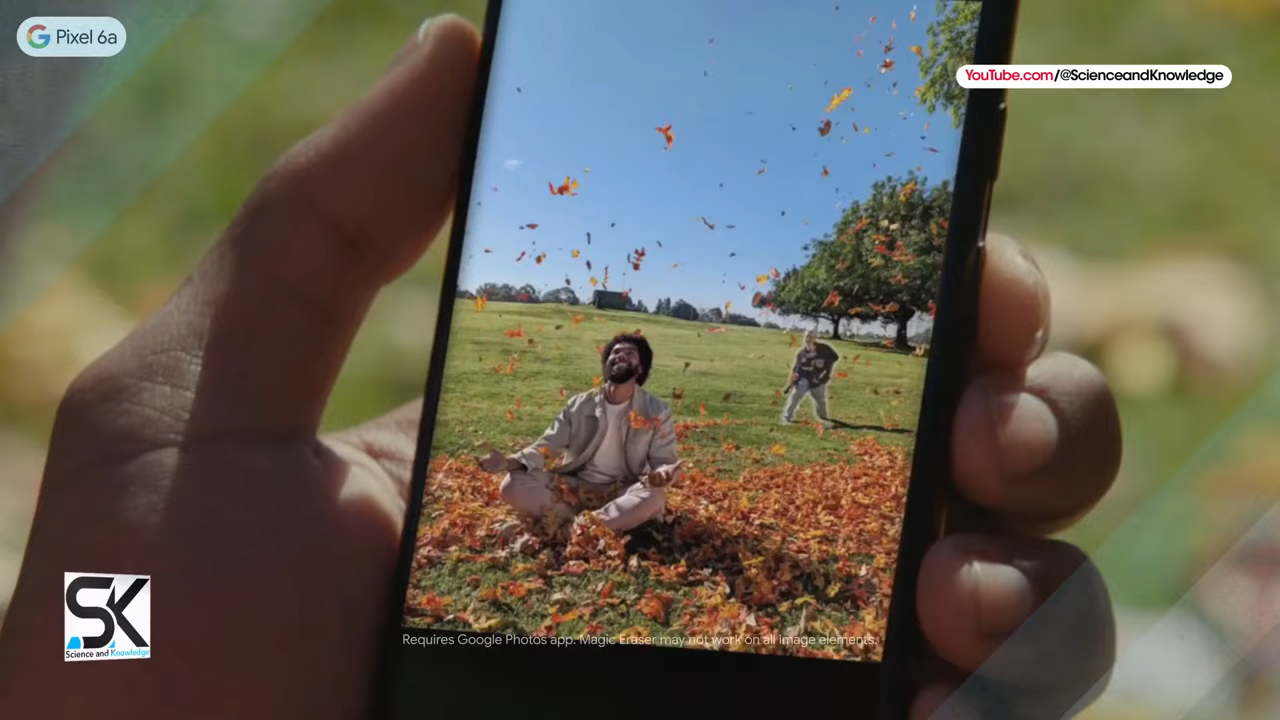 Pixel 6a
YouTube.com/@ScienceandKnowledge
SK
Science and Knowledge
Requires Google Photos app. Magic Eraser may not work on all image elements.